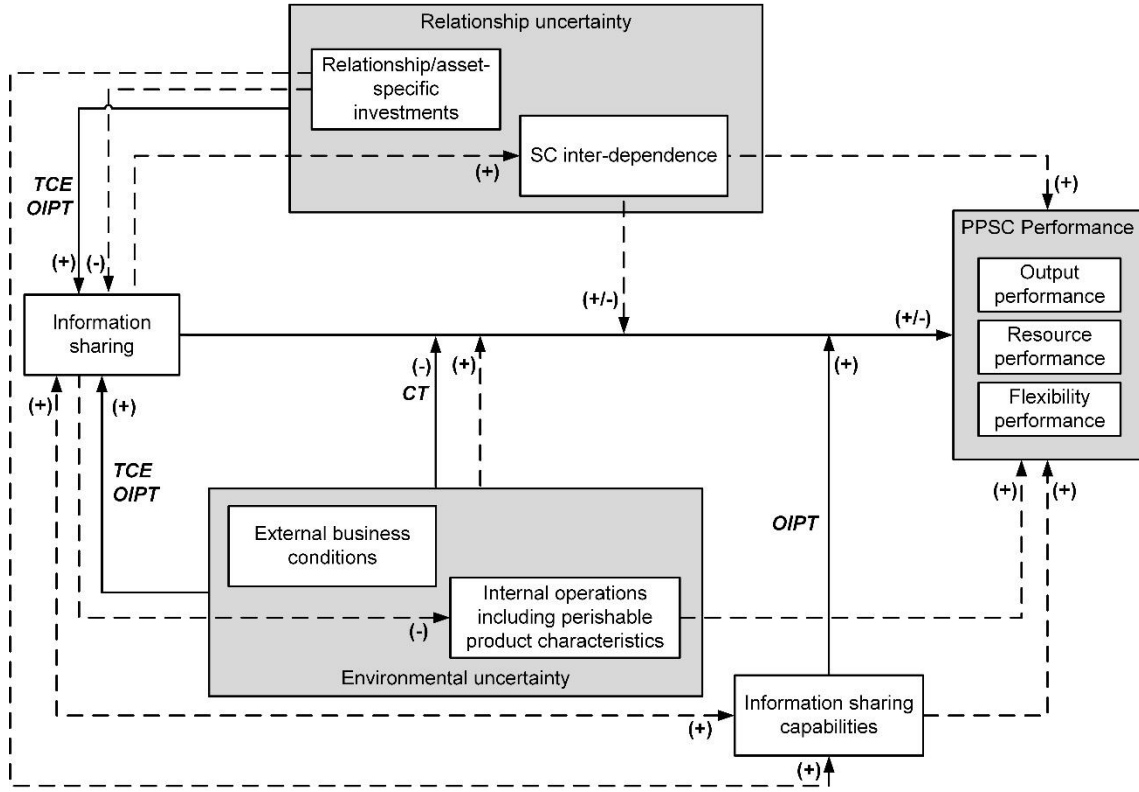 Relationship uncertainty
Relationship/asset-
specific
investments
SC inter-dependence
(+)
(+)
TCE
OIPT
(+)
(-)
PPSC Performance
Output
performance
Resource
performance
Flexibility
performance
Information
sharing
(+/-)
(+/-)
(+)
(+)
(-)
CT
(+)
(+)
TCE
OIPT
OIPT
(+)
(+)
External business
conditions
Internal operations
including perishable
product characteristics
(-)
Environmental uncertainty
Information sharing
capabilities
(+)
(+)